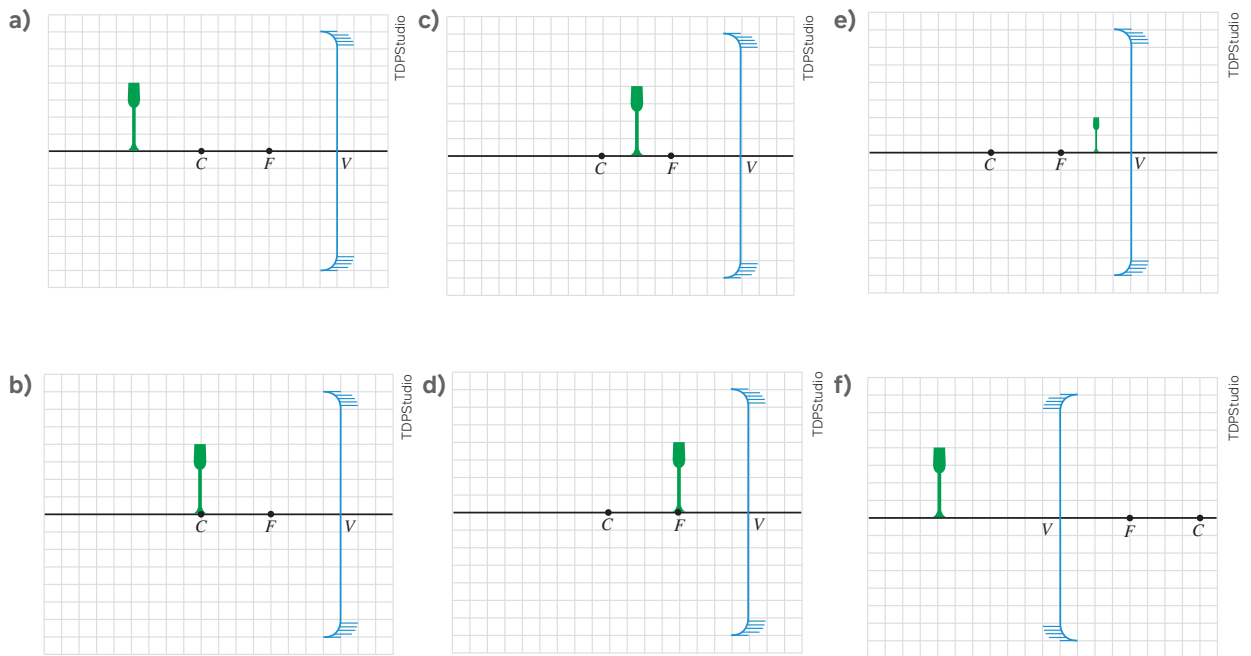 a)
C F V
TDPStudio
c)
C F V
TDPStudio
e)
C F V
TDPStudio
b)
C F V
TDPStudio
d)
C F V
TDPStudio
f)
V F C
TDPStudio